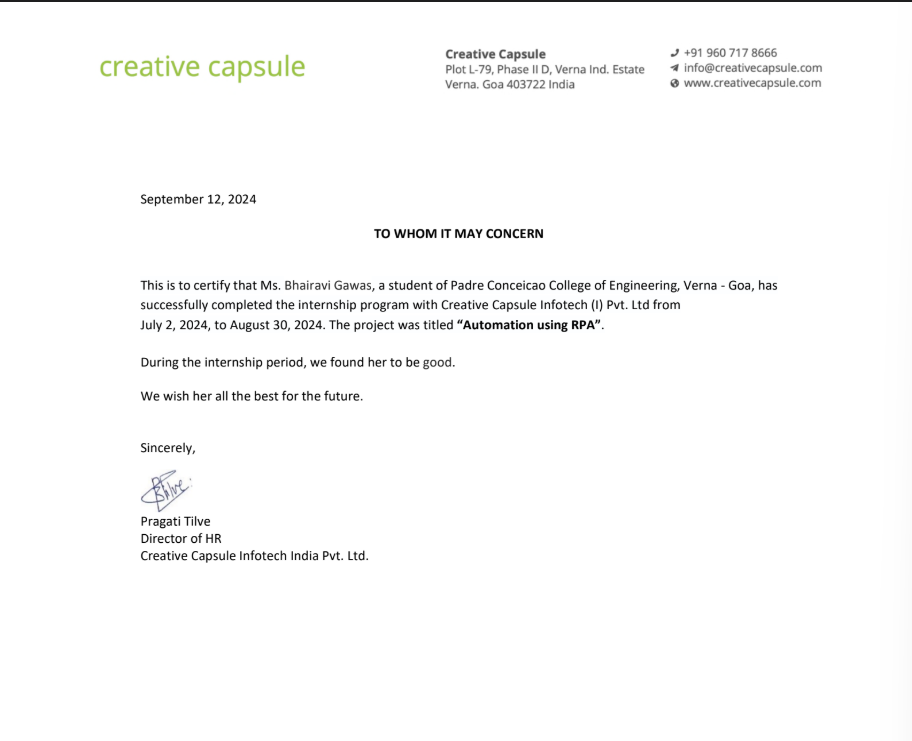 creative capsule
Creative Capsule
Plot L-79, Phase II D, Verna Ind. Estate
Verna. Goa 403722 India
+91 960 717 8666
info@creativecapsule.com
www.creativecapsule.com
September 12, 2024
TO WHOM IT MAY CONCERN
This is to certify that Ms. Bhairavi Gawas, a student of Padre Conceicao College of Engineering, Verna - Goa, has
successfully completed the internship program with Creative Capsule Infotech (I) Pvt. Ltd from
July 2, 2024, to August 30, 2024. The project was titled “Automation using RPA”.
During the internship period, we found her to be good.
We wish her all the best for the future.
Sincerely,
Pragati Tilve
Director of HR
Creative Capsule Infotech India Pvt. Ltd.